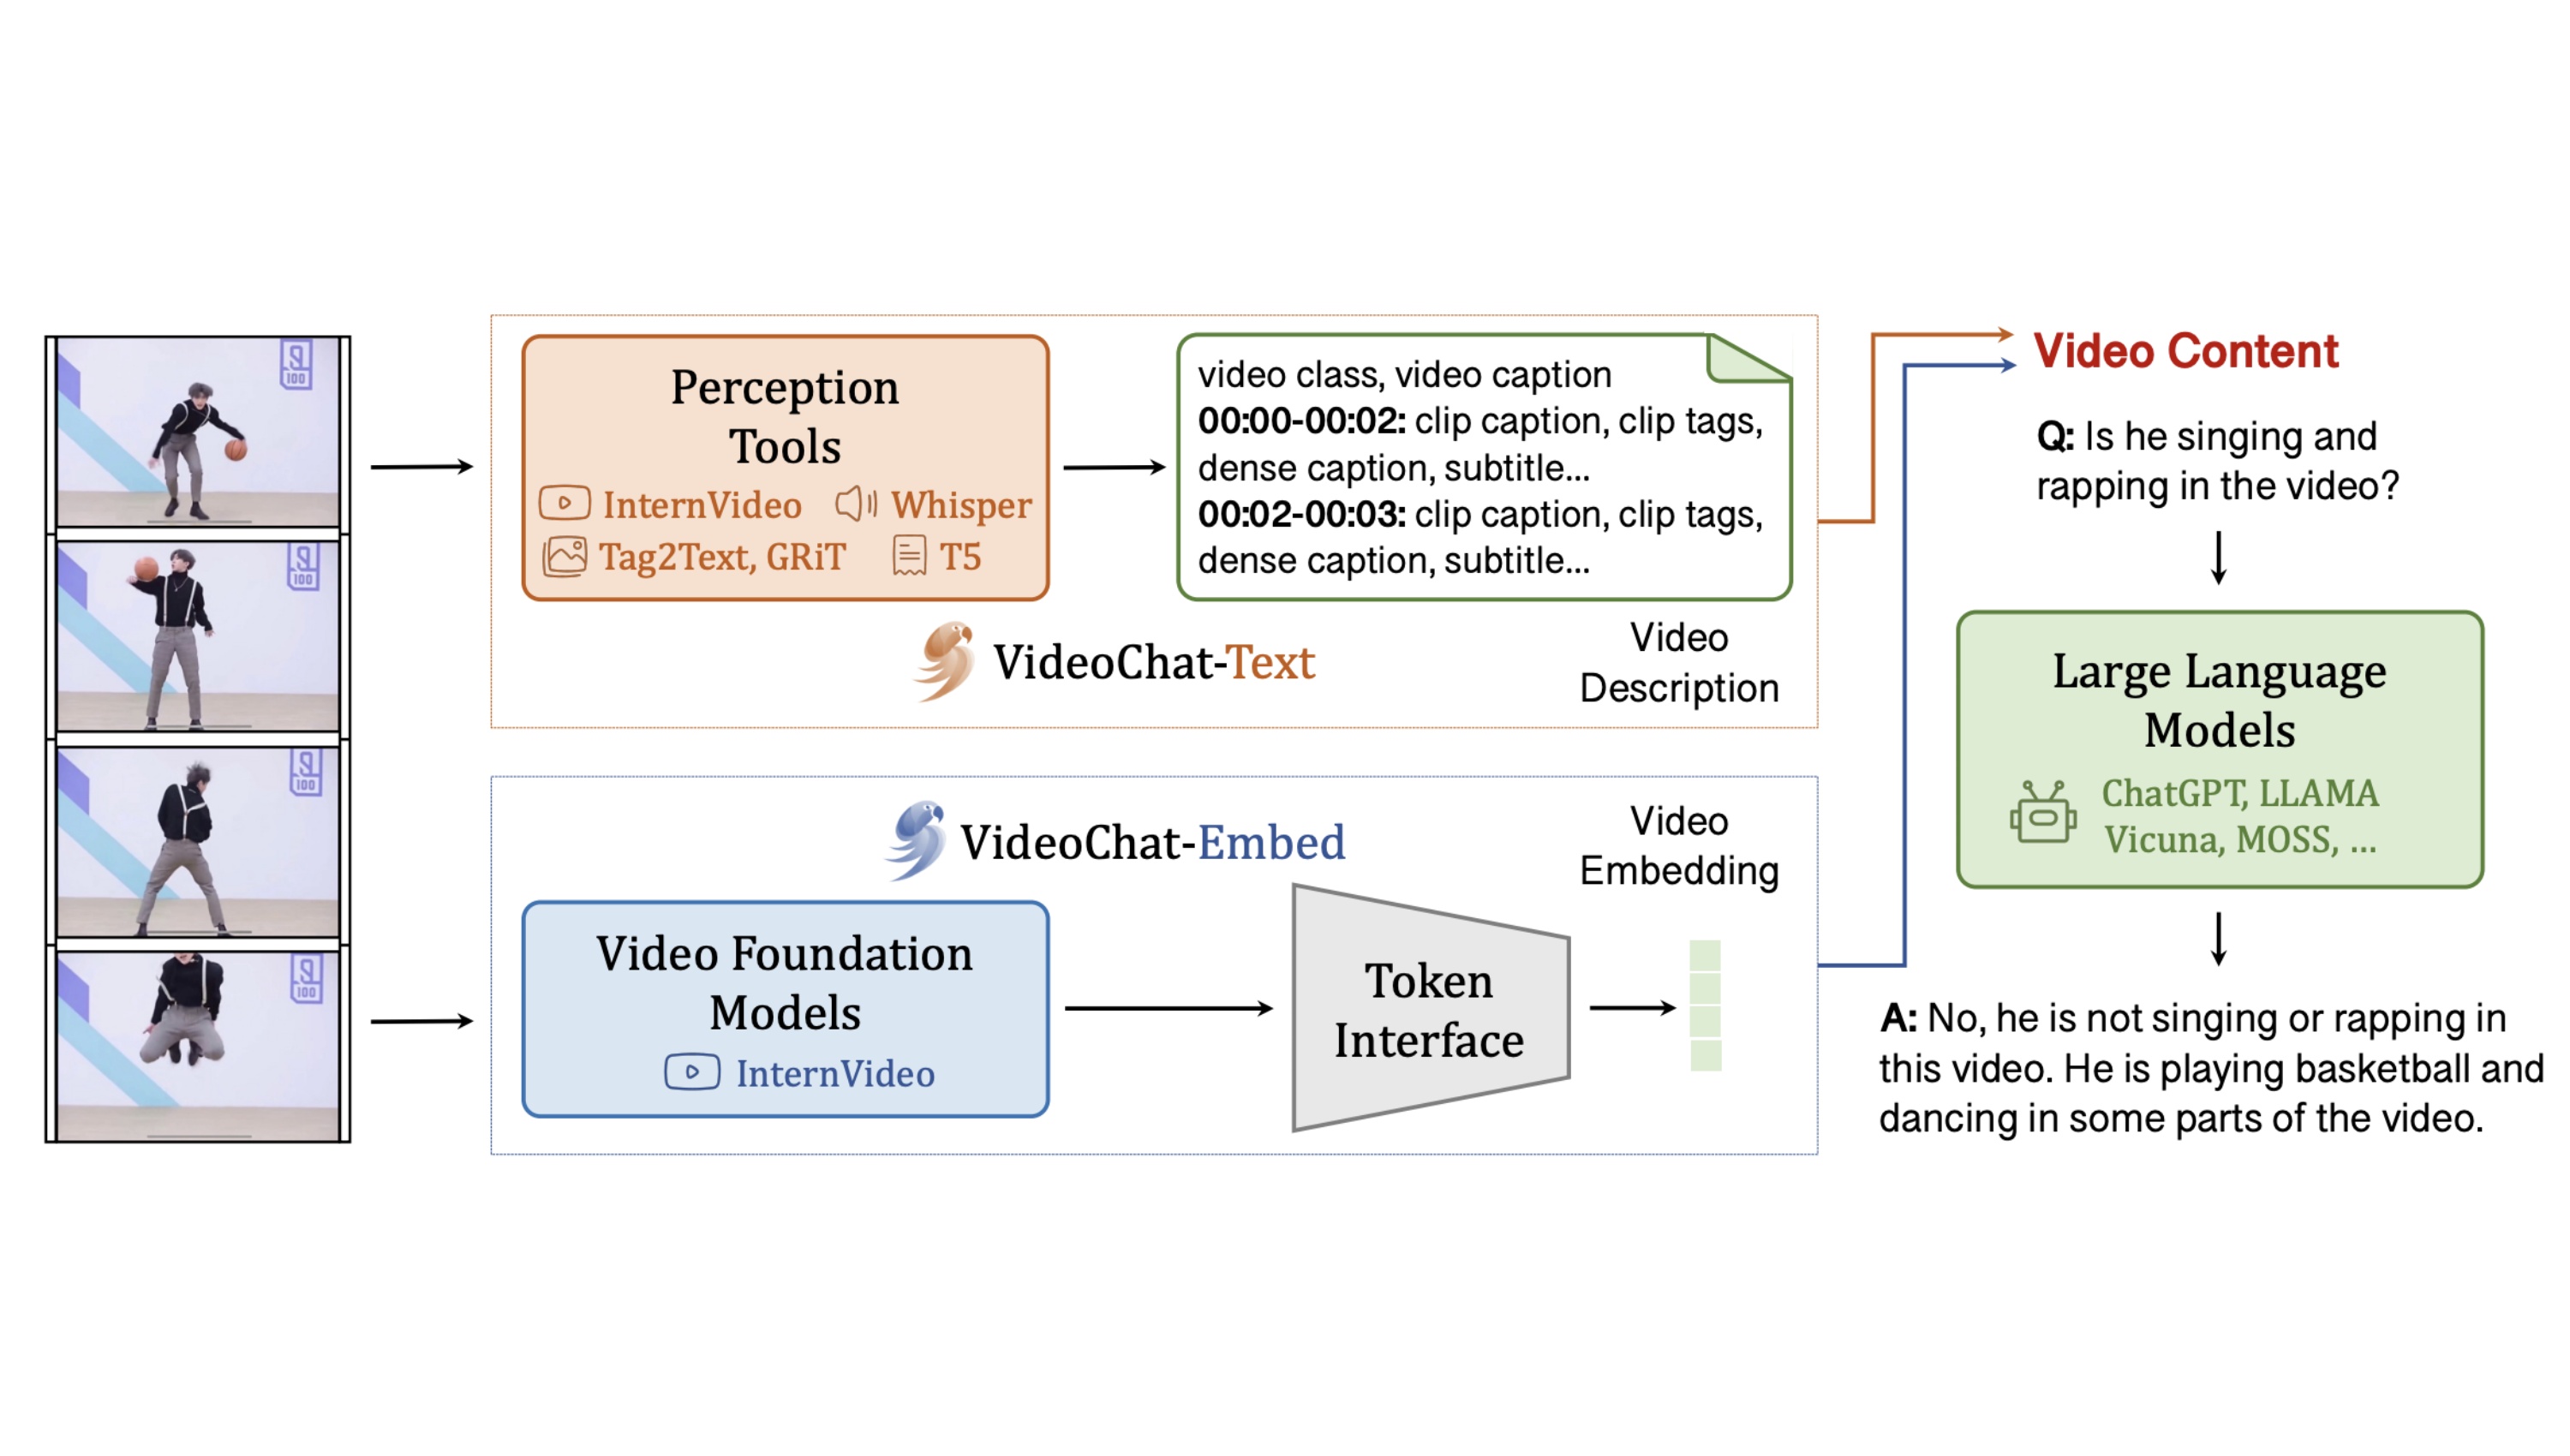 100
100
100
100
Perception
Tools
InternVideo
Whisper
Tag2Text, GRiT
T5
video class, video caption
00:00-00:02: clip caption, clip tags,
dense caption, subtitle...
00:02-00:03: clip caption, clip tags,
dense caption, subtitle...
VideoChat-Text
Video
Description
VideoChat-Embed
Video
Embedding
Video Foundation
Models
InternVideo
Token
Interface
Video Content
Q: Is he singing and
rapping in the video?
Large Language
Models
ChatGPT, LLAMA
Vicuna, MOSS, ...
A: No, he is not singing or rapping in
this video. He is playing basketball and
dancing in some parts of the video.